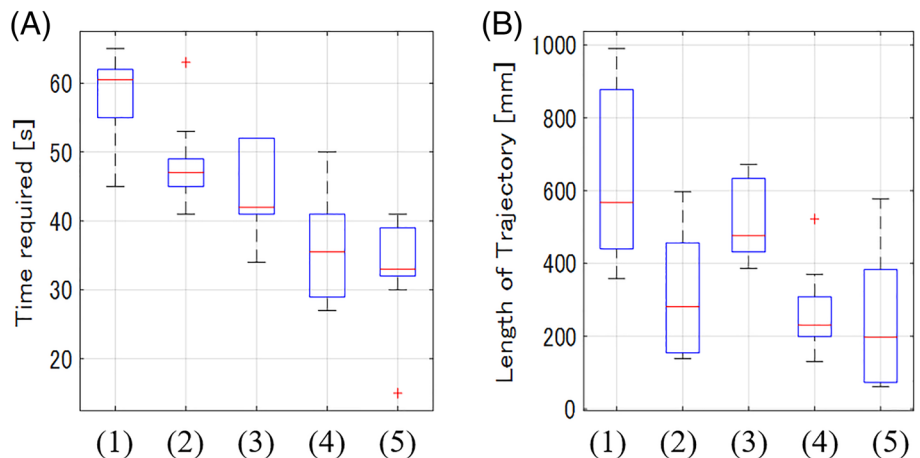 (A)
Time required [s]
60
50
40
30
20
(1) (2) (3) (4) (5)
(B)
Length of Trajectory [mm]
1000
800
600
400
200
0
(1) (2) (3) (4) (5)